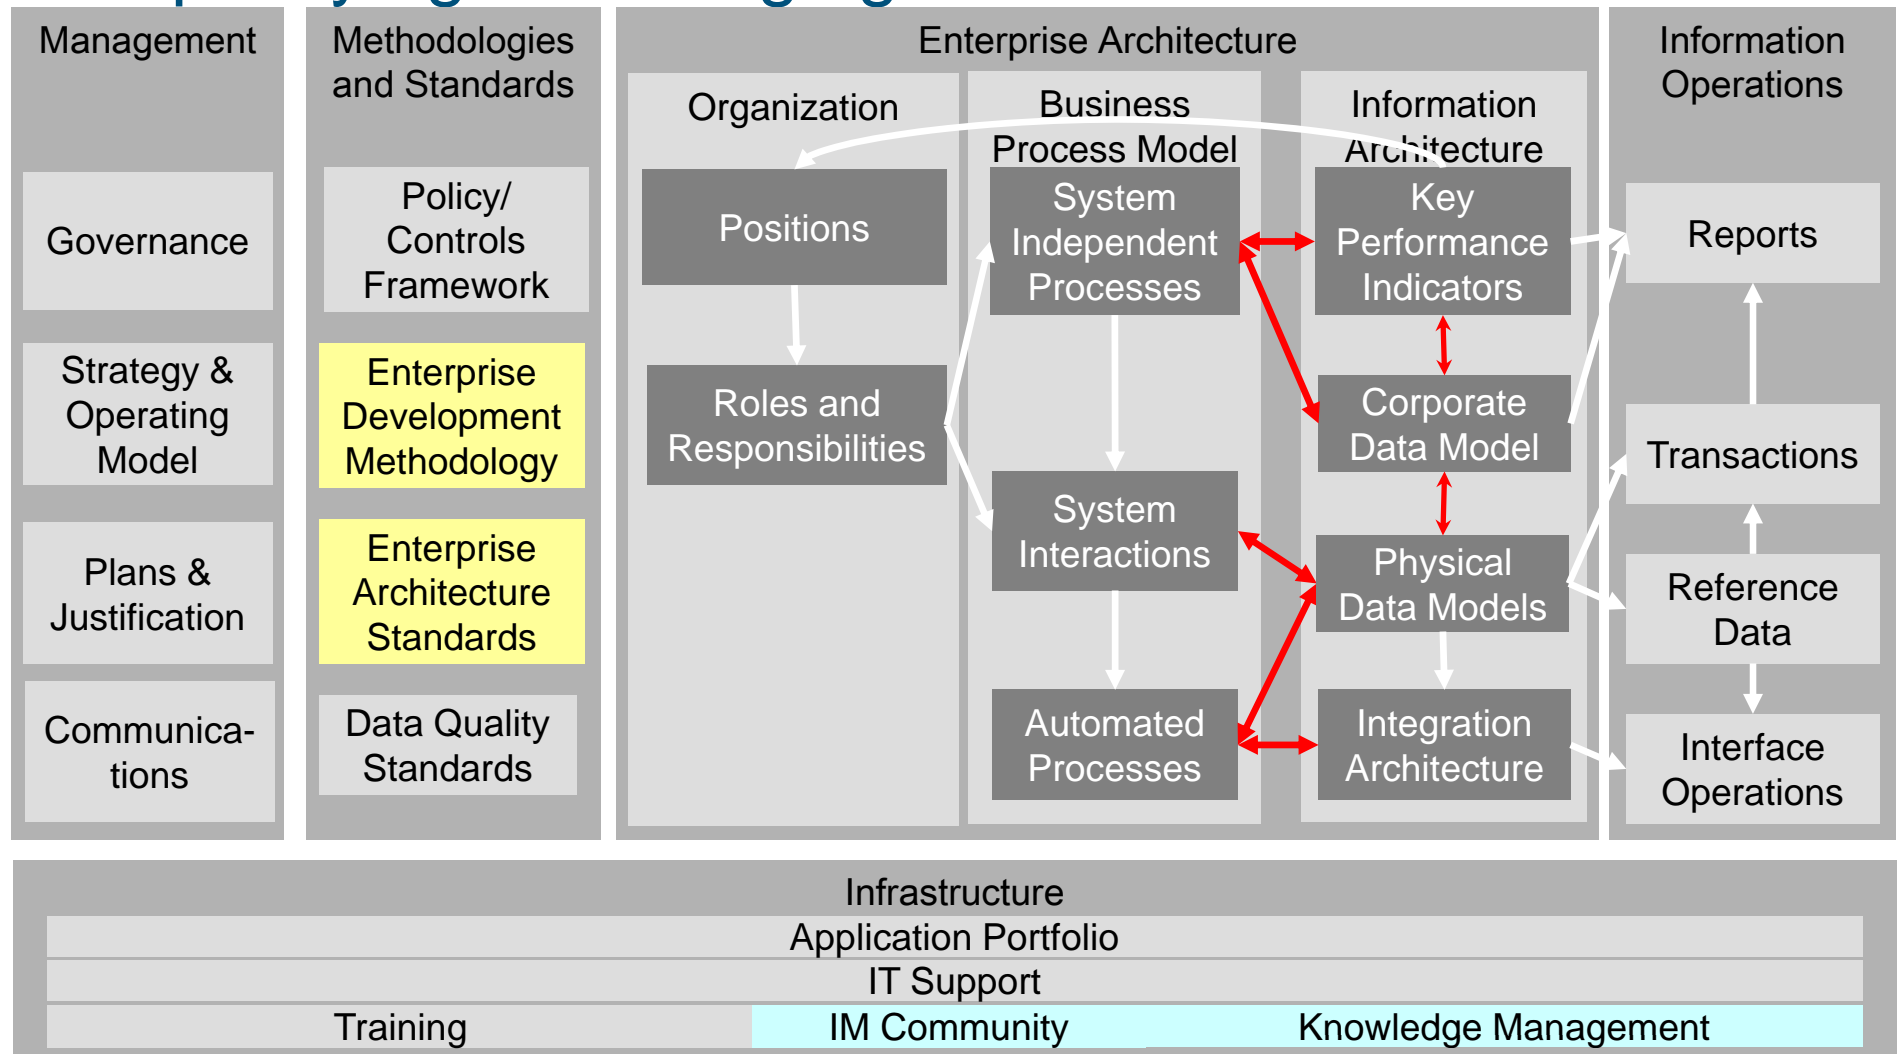 Management
Methodologies
and Standards
Enterprise Architecture
Information
Operations
Organization
Business
Process Model
Information
Architecture
Governance
Strategy &
Operating
Model
Plans &
Justification
Communica-
tions
Policy/
Controls
Framework
Enterprise
Development
Methodology
Enterprise
Architecture
Standards
Data Quality
Standards
Positions
Roles and
Responsibilities
System
Independent
Processes
System
Interactions
Automated
Processes
Key
Performance
Indicators
Corporate
Data Model
Physical
Data Models
Integration
Architecture
Reports
Transactions
Reference
Data
Interface
Operations
Infrastructure
Application Portfolio
IT Support
Training
IM Community
Knowledge Management